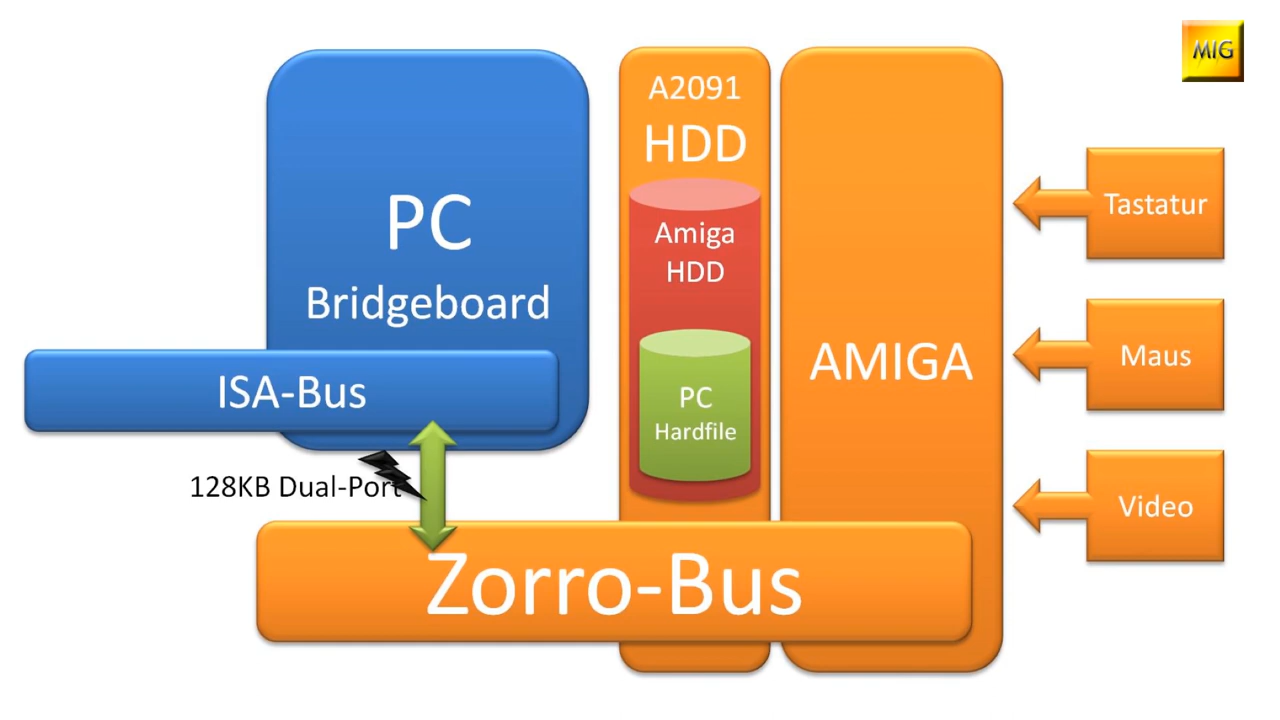 MIG
PC
Bridgeboard
ISA-Bus
128KB Dual-Port
A2091
HDD
Amiga
HDD
PC
Hardfile
AMIGA
Tastatur
Maus
Video
Zorro-Bus